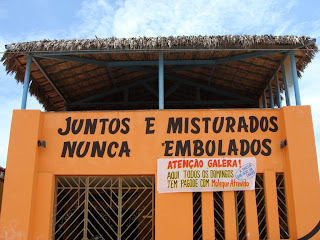 JUNTOS E MISTURADOS
NUNCA EMBOLADOS
ATENÇÃO GALERA!
AQUI TODOS OS DOMINGOS
TEM PAGODE COM Moleque Atrevido